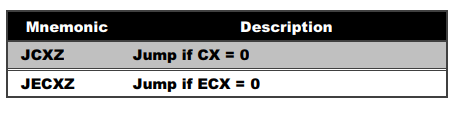 Mnemonic Description
JCXZ Jump if CX = 0
JECXZ Jump if ECX = 0